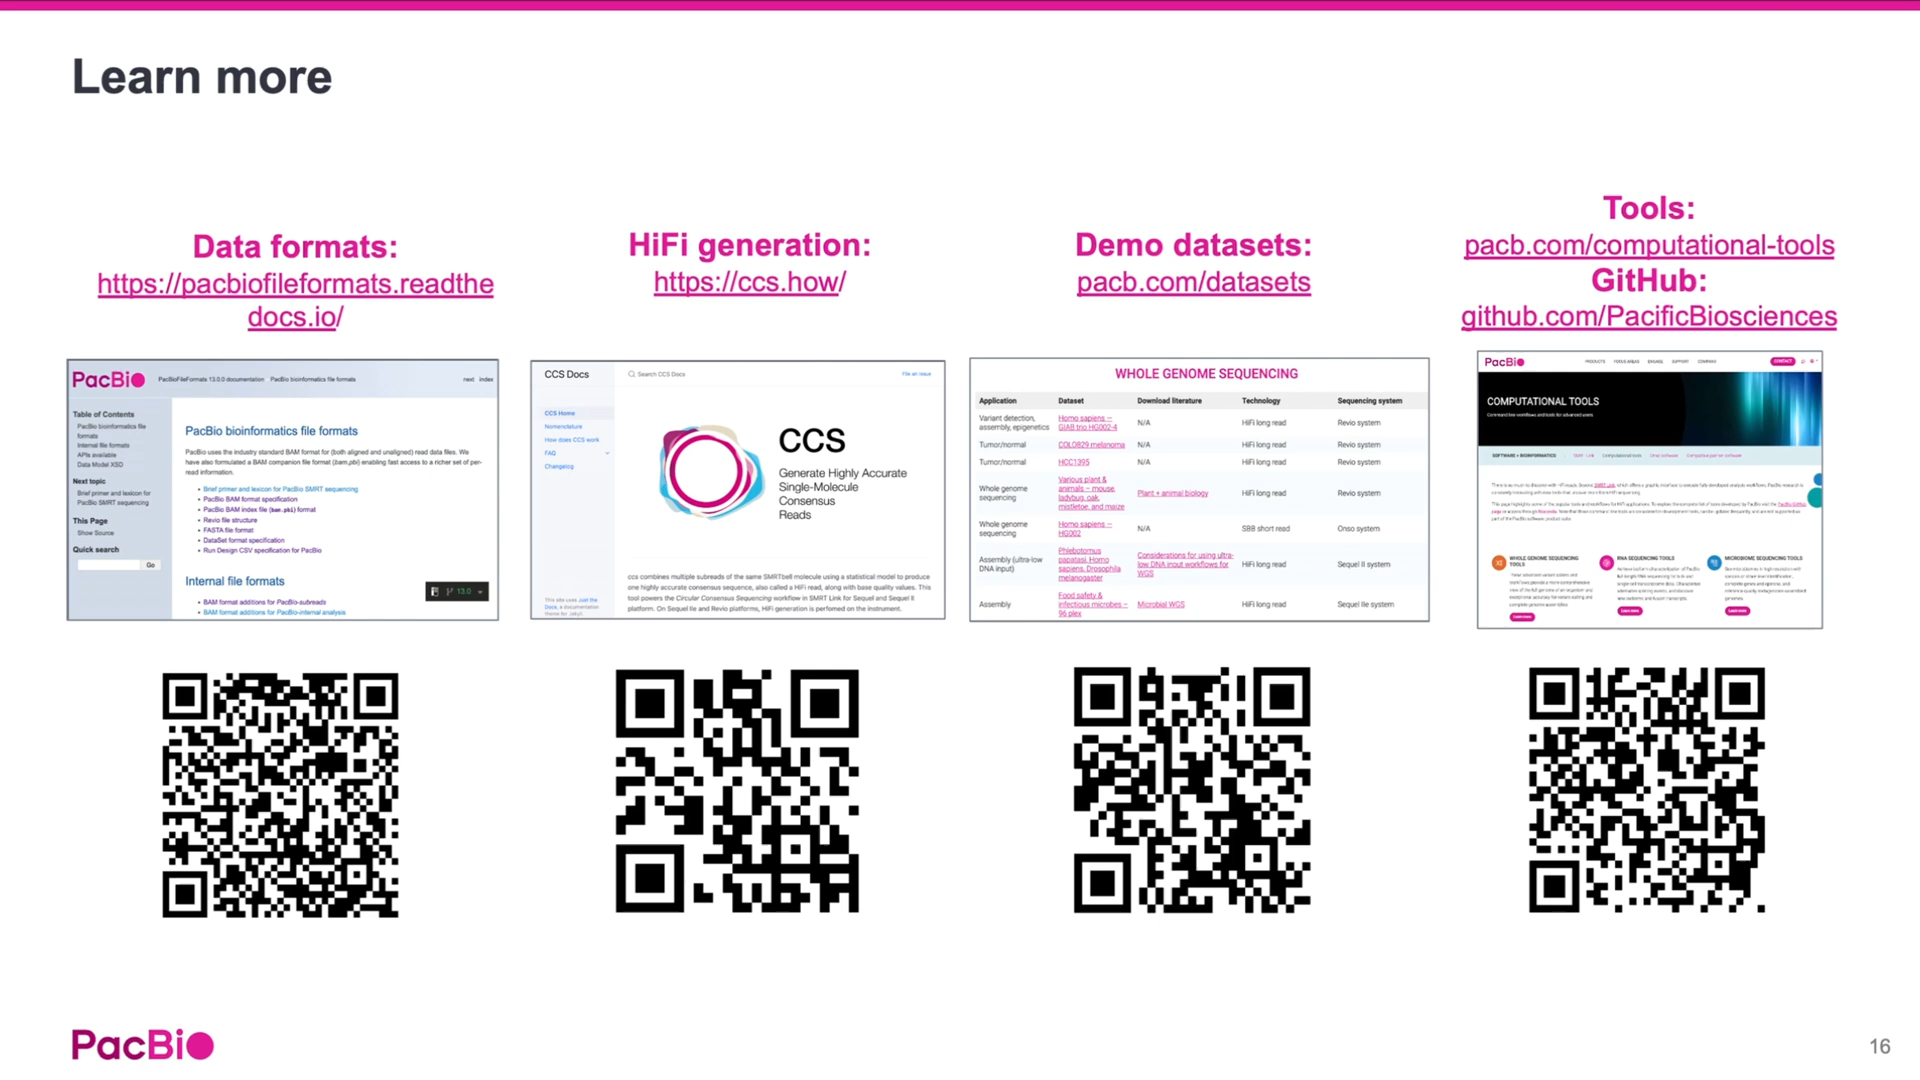 Learn more
Data formats:
https://pacbiofileformats.readthe
docs.io/
HiFi generation:
https://ccs.how/
Demo datasets:
pacb.com/datasets
Tools:
pacb.com/computational-tools
GitHub:
github.com/PacificBiosciences
PacBio
PacBioFileFormats 13.0.0 documentation
PacBio bioinformatics file formats
next index
Table of Contents
PacBio bioinformatics file
formats
Internal file formats
APIs available
Data Model XSD
Next topic
Brief primer and lexicon for
PacBio SMRT sequencing
This Page
Show Source
Quick search
Go
PacBio bioinformatics file formats
PacBio uses the industry standard BAM format for (both aligned and unaligned) read data files. We
have also formulated a BAM companion file format (bam.pbi) enabling fast access to a richer set of per-
read information.
• Brief primer and lexicon for PacBio SMRT sequencing
• PacBio BAM format specification
• PacBio BAM index file (bam.pbi) format
• Revio file structure
• FASTA file format
• DataSet format specification
• Run Design CSV specification for PacBio
Internal file formats
• BAM format additions for PacBio-subreads
• BAM format additions for PacBio-internal analysis
13.0
CCS Docs
Search CCS Docs
File an issue
CCS Home
Nomenclature
How does CCS work
FAQ
Changelog
This site uses Just the
Docs, a documentation
theme for Jekyll.
CCS
Generate Highly Accurate
Single-Molecule
Consensus
Reads
ccs combines multiple subreads of the same SMRTbell molecule using a statistical model to produce
one highly accurate consensus sequence, also called a HiFi read, along with base quality values. This
tool powers the Circular Consensus Sequencing workflow in SMRT Link for Sequel and Sequel II
platform. On Sequel IIe and Revio platforms, HiFi generation is perfomed on the instrument.
WHOLE GENOME SEQUENCING
Application Dataset Download literature Technology Sequencing system
Variant detection,
assembly, epigenetics
Homo sapiens –
GIAB trio HG002-4
N/A HiFi long read Revio system
Tumor/normal COLO829 melanoma N/A HiFi long read Revio system
Tumor/normal HCC1395 N/A HiFi long read Revio system
Whole genome
sequencing
Various plant &
animals – mouse,
ladybug, oak,
mistletoe, and maize
Plant + animal biology HiFi long read Revio system
Whole genome
sequencing
Homo sapiens –
HG002
N/A SBB short read Onso system
Assembly (ultra-low
DNA input)
Phlebotomus
papatasi, Homo
sapiens, Drosophila
melanogaster
Considerations for using ultra-
low DNA input workflows for
WGS
HiFi long read Sequel II system
Assembly
Food safety &
infectious microbes –
96 plex
Microbial WGS HiFi long read Sequel IIe system
PacBio
PRODUCTS FOCUS AREAS ENGAGE SUPPORT COMPANY
CONTACT
COMPUTATIONAL TOOLS
Command line workflows and tools for advanced users
SOFTWARE + BIOINFORMATICS:
Computational tools
WHOLE GENOME SEQUENCING
TOOLS
RNA SEQUENCING TOOLS
MICROBIOME SEQUENCING TOOLS
PacBio
16